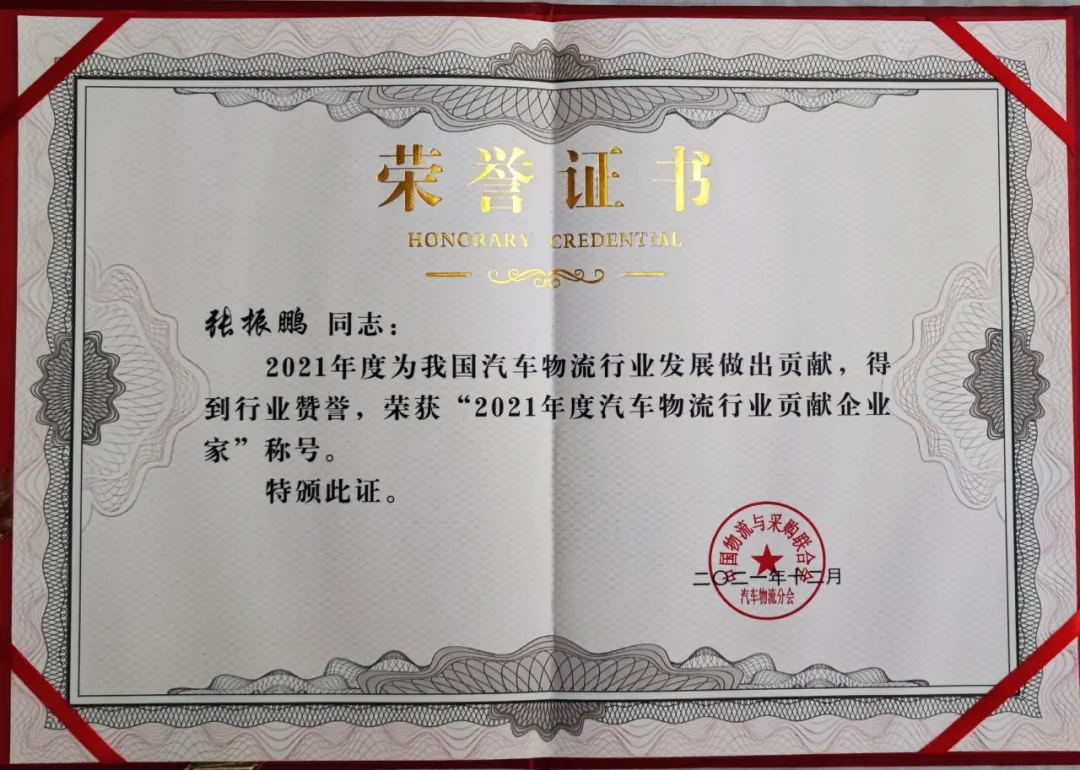 荣誉证书
HONORARY CREDENTIAL
张振鹏 同志：
2021年度为我国汽车物流行业发展做出贡献，得
到行业赞誉，荣获“2021年度汽车物流行业贡献企业
家”称号。
特颁此证。
中国物流与采购联合会
二〇二一年十二月
汽车物流分会